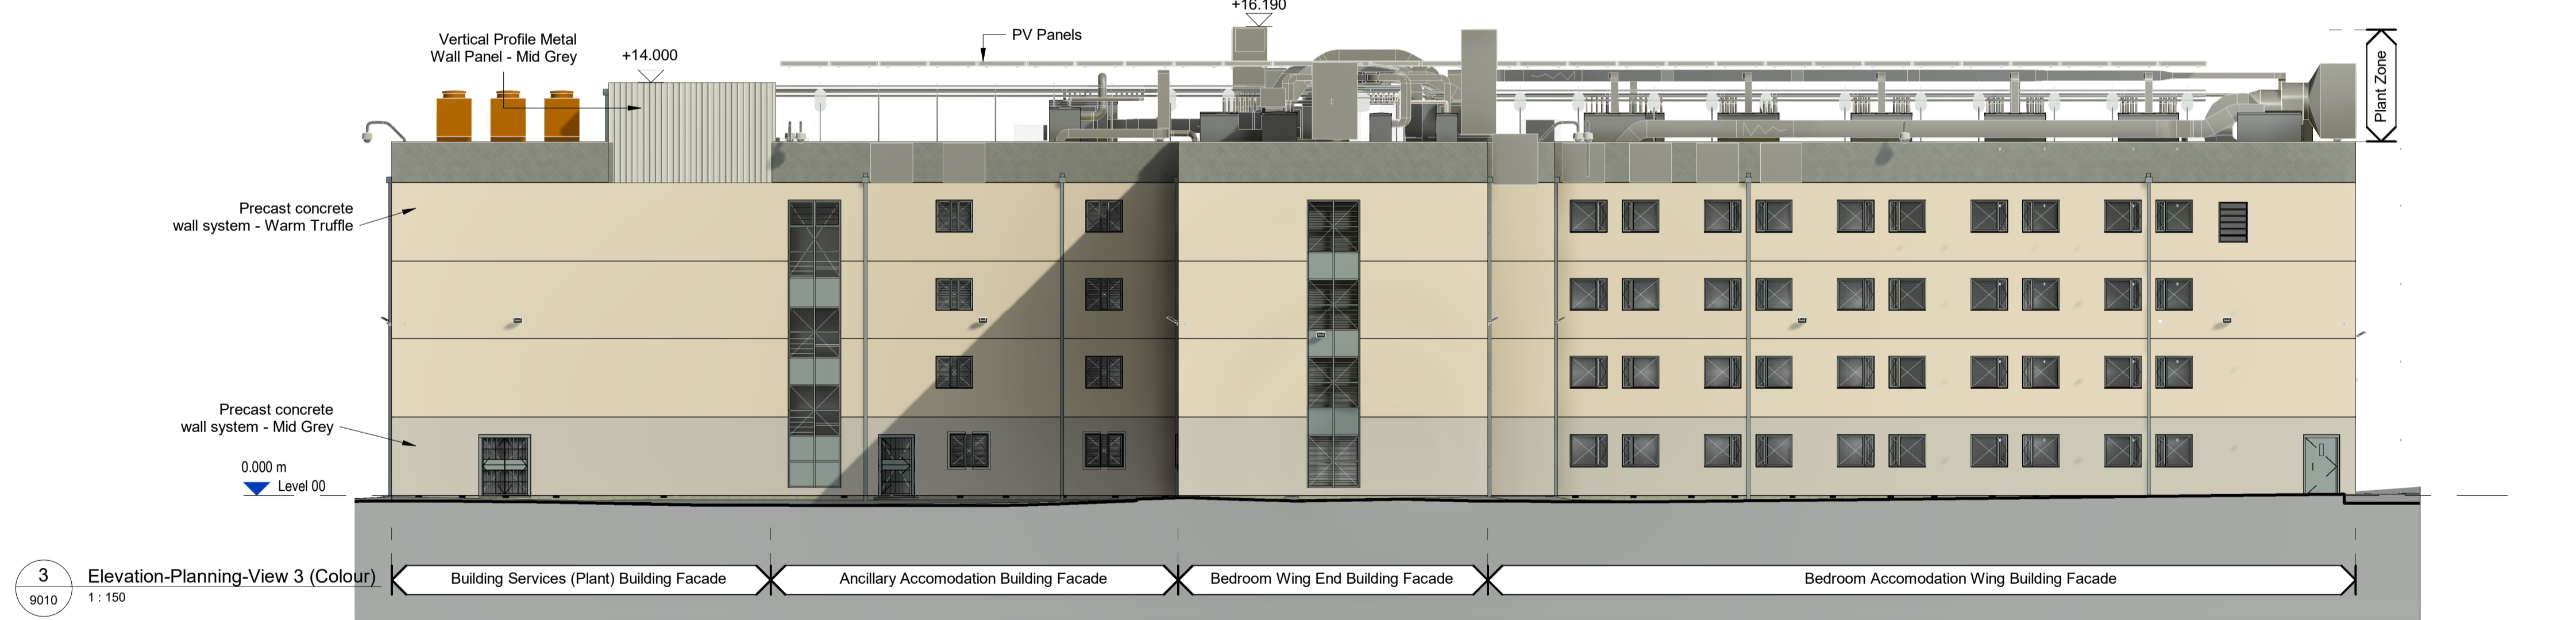 +16.190
Vertical Profile Metal
Wall Panel - Mid Grey
+14.000
PV Panels
Plant Zone
Precast concrete
wall system - Warm Truffle
Precast concrete
wall system - Mid Grey
0.000 m
Level 00
3
9010
Elevation-Planning-View 3 (Colour)
1 : 150
Building Services (Plant) Building Facade
Ancillary Accomodation Building Facade
Bedroom Wing End Building Facade
Bedroom Accomodation Wing Building Facade